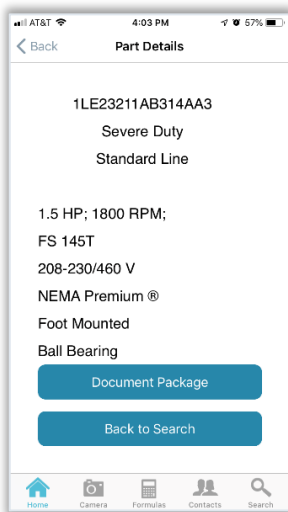 AT&T 4:03 PM 57%
Back Part Details
1LE23211AB314AA3
Severe Duty
Standard Line
1.5 HP; 1800 RPM;
FS 145T
208-230/460 V
NEMA Premium ®
Foot Mounted
Ball Bearing
Document Package
Back to Search
Home Camera Formulas Contacts Search